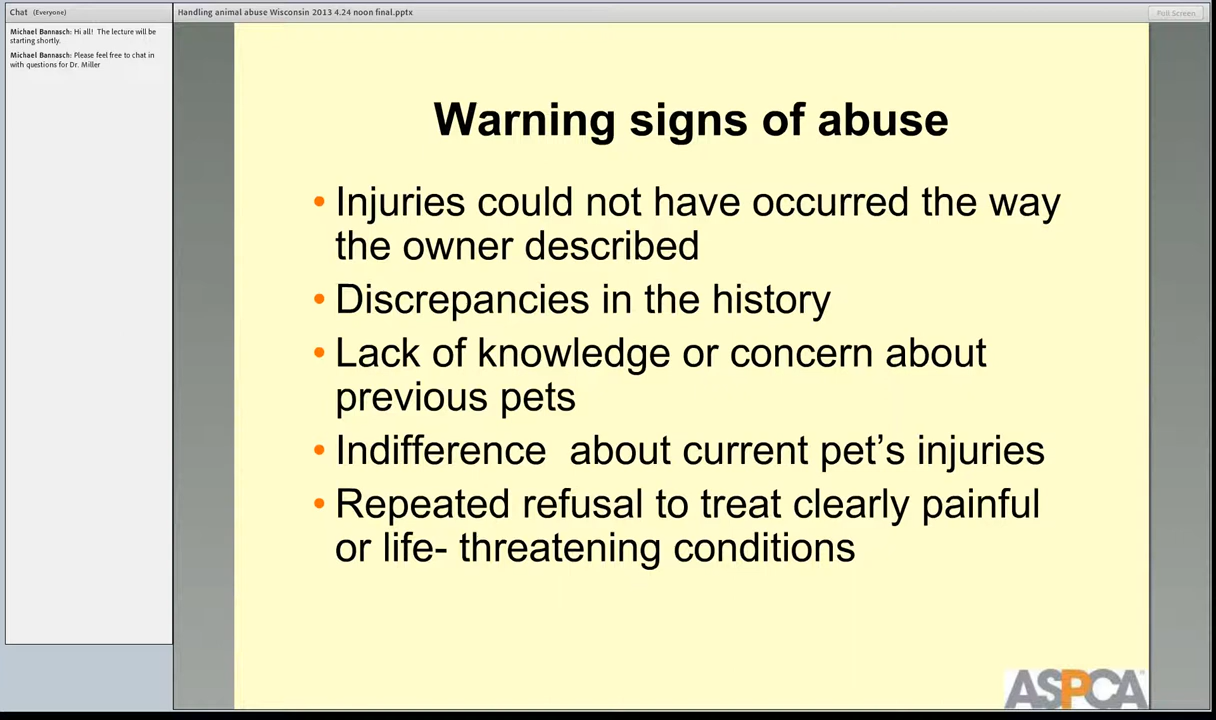 Chat (Everyone)
Michael Bannasch: Hi all! The lecture will be
starting shortly.
Michael Bannasch: Please feel free to chat in
with questions for Dr. Miller
Handling animal abuse Wisconsin 2013 4.24 noon final.pptx
Full Screen
Warning signs of abuse
• Injuries could not have occurred the way
the owner described
• Discrepancies in the history
• Lack of knowledge or concern about
previous pets
• Indifference  about current pet’s injuries
• Repeated refusal to treat clearly painful
or life- threatening conditions
ASPCA